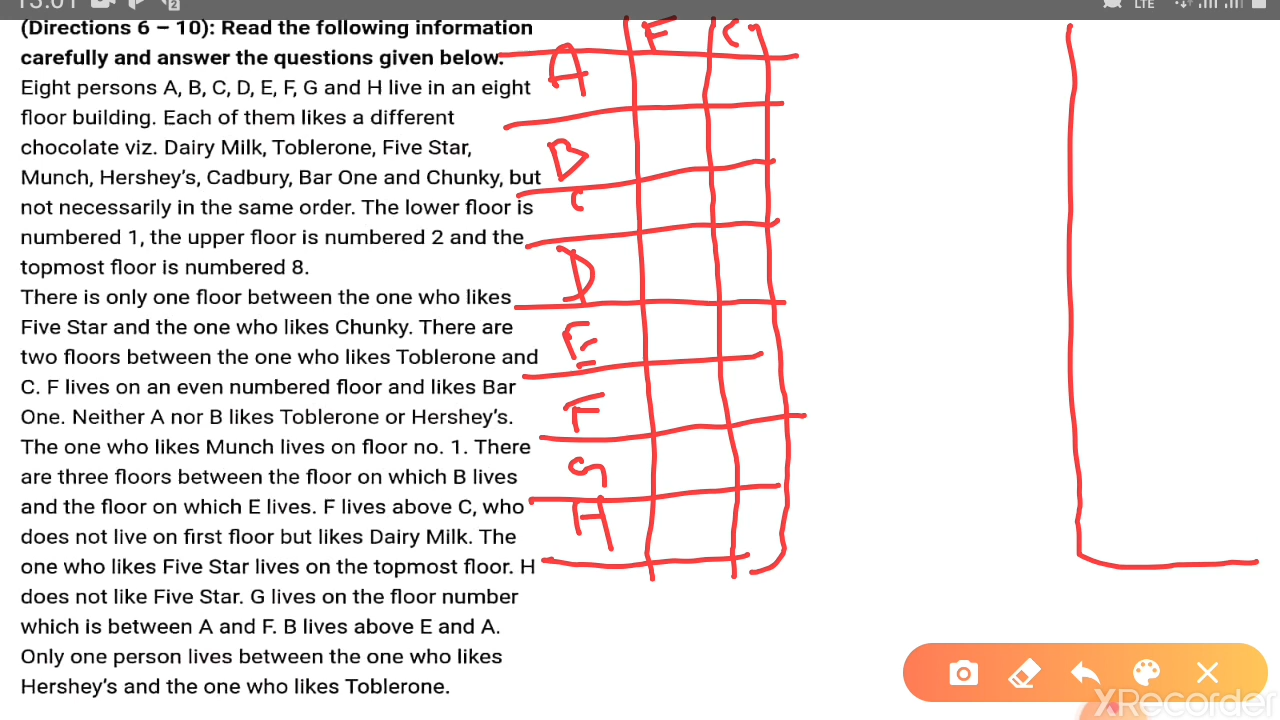 13:01 LTE
(Directions 6 – 10): Read the following information
carefully and answer the questions given below.
Eight persons A, B, C, D, E, F, G and H live in an eight
floor building. Each of them likes a different
chocolate viz. Dairy Milk, Toblerone, Five Star,
Munch, Hershey's, Cadbury, Bar One and Chunky, but
not necessarily in the same order. The lower floor is
numbered 1, the upper floor is numbered 2 and the
topmost floor is numbered 8.
There is only one floor between the one who likes
Five Star and the one who likes Chunky. There are
two floors between the one who likes Toblerone and
C. F lives on an even numbered floor and likes Bar
One. Neither A nor B likes Toblerone or Hershey's.
The one who likes Munch lives on floor no. 1. There
are three floors between the floor on which B lives
and the floor on which E lives. F lives above C, who
does not live on first floor but likes Dairy Milk. The
one who likes Five Star lives on the topmost floor. H
does not like Five Star. G lives on the floor number
which is between A and F. B lives above E and A.
Only one person lives between the one who likes
Hershey's and the one who likes Toblerone.
F C
A
B
C
D
E
F
G
H
XRecorder